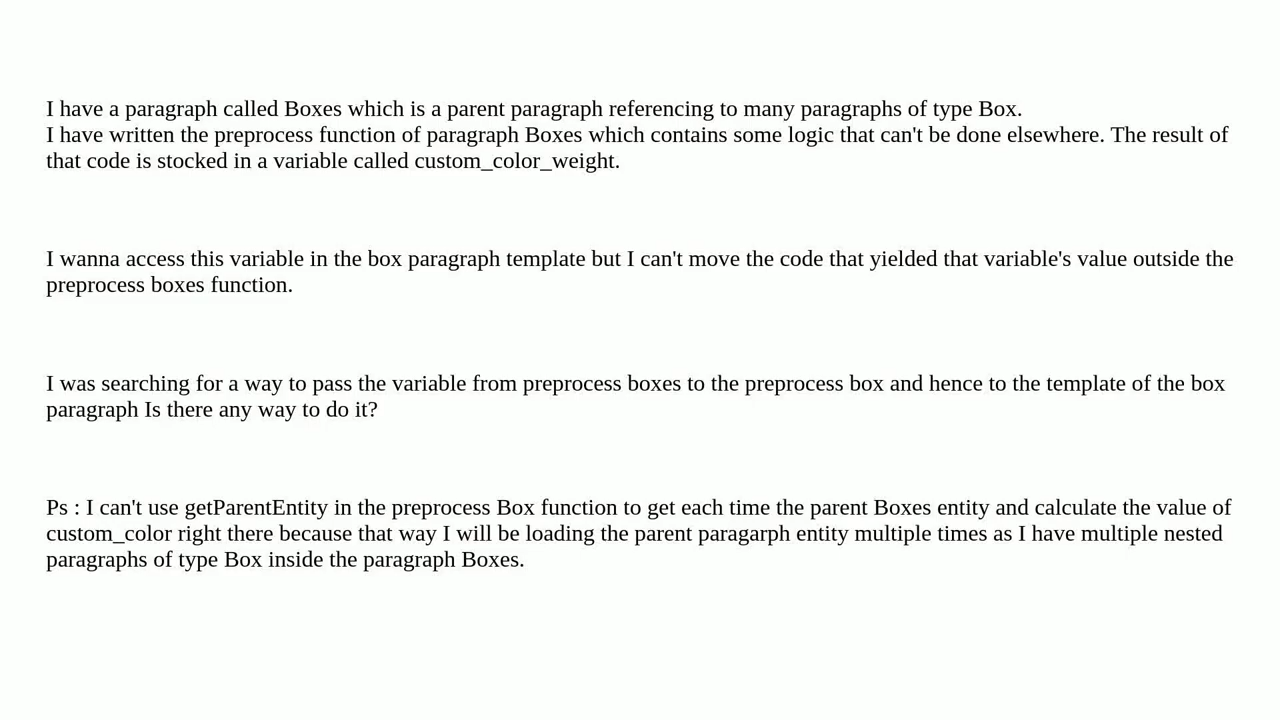 I have a paragraph called Boxes which is a parent paragraph referencing to many paragraphs of type Box.
I have written the preprocess function of paragraph Boxes which contains some logic that can't be done elsewhere. The result of
that code is stocked in a variable called custom_color_weight.
I wanna access this variable in the box paragraph template but I can't move the code that yielded that variable's value outside the
preprocess boxes function.
I was searching for a way to pass the variable from preprocess boxes to the preprocess box and hence to the template of the box
paragraph Is there any way to do it?
Ps : I can't use getParentEntity in the preprocess Box function to get each time the parent Boxes entity and calculate the value of
custom_color right there because that way I will be loading the parent paragarph entity multiple times as I have multiple nested
paragraphs of type Box inside the paragraph Boxes.